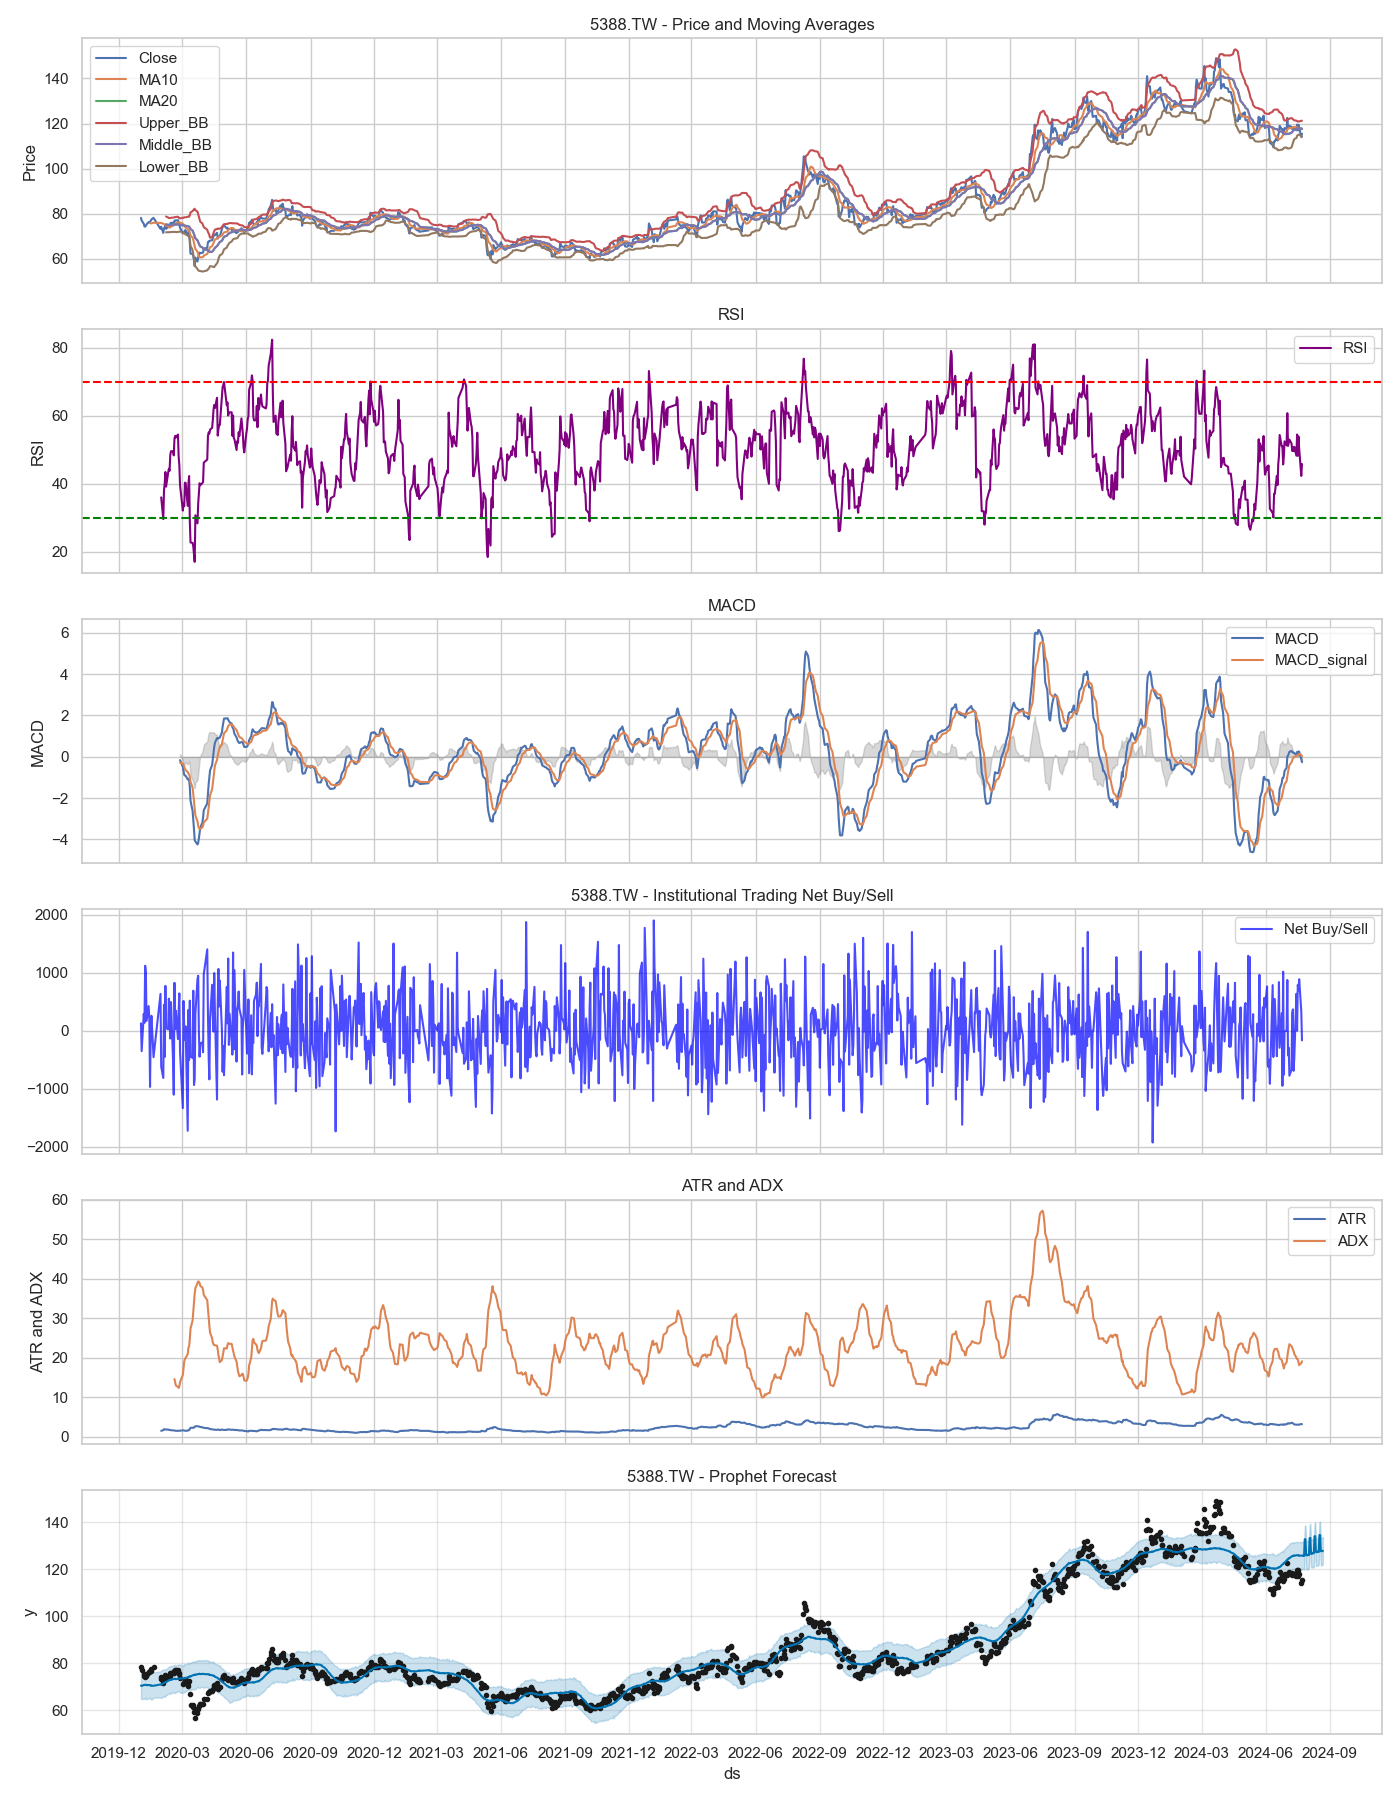 5388.TW - Price and Moving Averages
Close
MA10
MA20
Upper_BB
Middle_BB
Lower_BB
Price
140
120
100
80
60
RSI
RSI
RSI
80
60
40
20
MACD
MACD
MACD_signal
MACD
6
4
2
0
−2
−4
5388.TW - Institutional Trading Net Buy/Sell
Net Buy/Sell
2000
1000
0
−1000
−2000
ATR and ADX
ATR
ADX
ATR and ADX
60
50
40
30
20
10
0
5388.TW - Prophet Forecast
y
140
120
100
80
60
2019-12 2020-03 2020-06 2020-09 2020-12 2021-03 2021-06 2021-09 2021-12 2022-03 2022-06 2022-09 2022-12 2023-03 2023-06 2023-09 2023-12 2024-03 2024-06 2024-09
ds